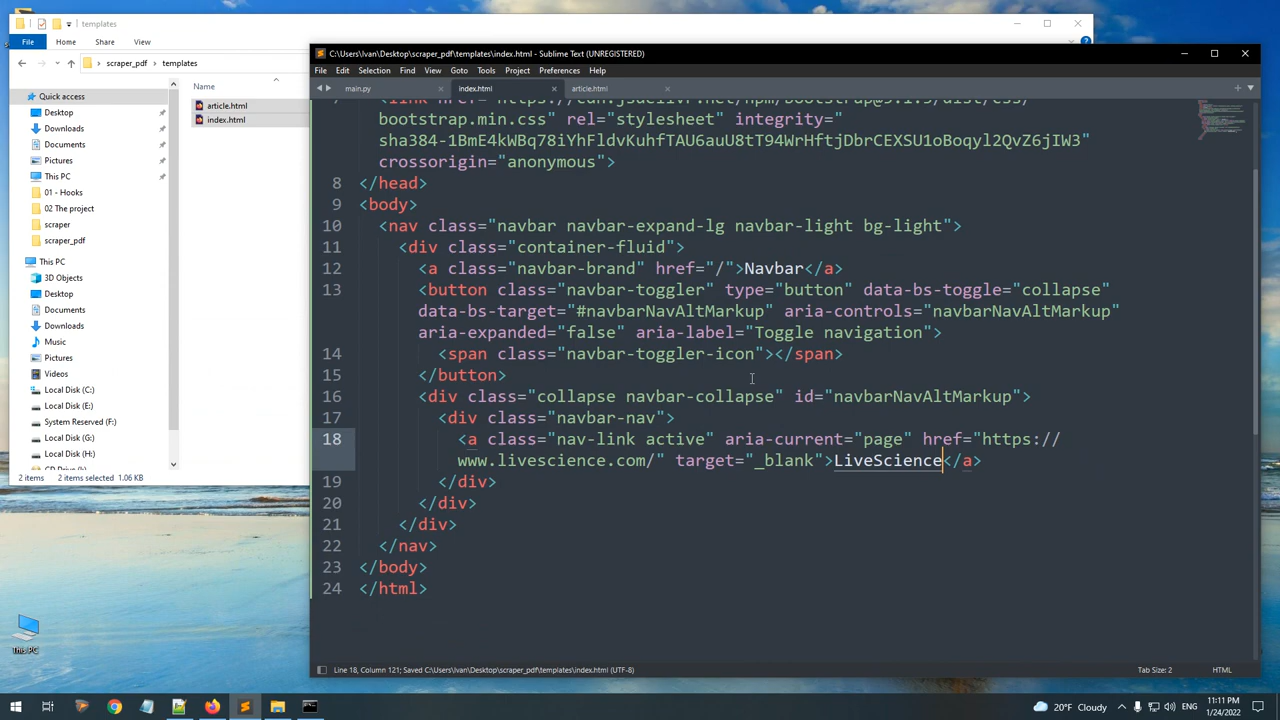 templates
File
Home
Share
View
scraper_pdf
templates
Quick access
Desktop
Downloads
Documents
Pictures
This PC
01 - Hooks
02 The project
scraper
scraper_pdf
This PC
3D Objects
Desktop
Documents
Downloads
Music
Pictures
Videos
Local Disk (C:)
Local Disk (E:)
System Reserved (F:)
Local Disk (G:)
Local Disk (H:)
Name
article.html
index.html
2 items
2 items selected
1.06 KB
C:\Users\Ivan\Desktop\scraper_pdf\templates\index.html - Sublime Text (UNREGISTERED)
File Edit Selection Find View Goto Tools Project Preferences Help
main.py
index.html
article.html
bootstrap.min.css" rel="stylesheet" integrity="
sha384-1BmE4kWBq78iYhFldvKuhfTAU6auU8tT94WrHftjDbrCEXSU1oBoqyl2QvZ6jIW3"
crossorigin="anonymous">
8 </head>
9 <body>
10 <nav class="navbar navbar-expand-lg navbar-light bg-light">
11 <div class="container-fluid">
12 <a class="navbar-brand" href="/">Navbar</a>
13 <button class="navbar-toggler" type="button" data-bs-toggle="collapse"
data-bs-target="#navbarNavAltMarkup" aria-controls="navbarNavAltMarkup"
aria-expanded="false" aria-label="Toggle navigation">
14 <span class="navbar-toggler-icon"></span>
15 </button>
16 <div class="collapse navbar-collapse" id="navbarNavAltMarkup">
17 <div class="navbar-nav">
18 <a class="nav-link active" aria-current="page" href="https://
www.livescience.com/" target="_blank">LiveScience</a>
19 </div>
20 </div>
21 </div>
22 </nav>
23 </body>
24 </html>
Line 18, Column 121; Saved C:\Users\Ivan\Desktop\scraper_pdf\templates\index.html (UTF-8)
Tab Size: 2
HTML
This PC
20°F Cloudy
ENG
11:11 PM
1/24/2022